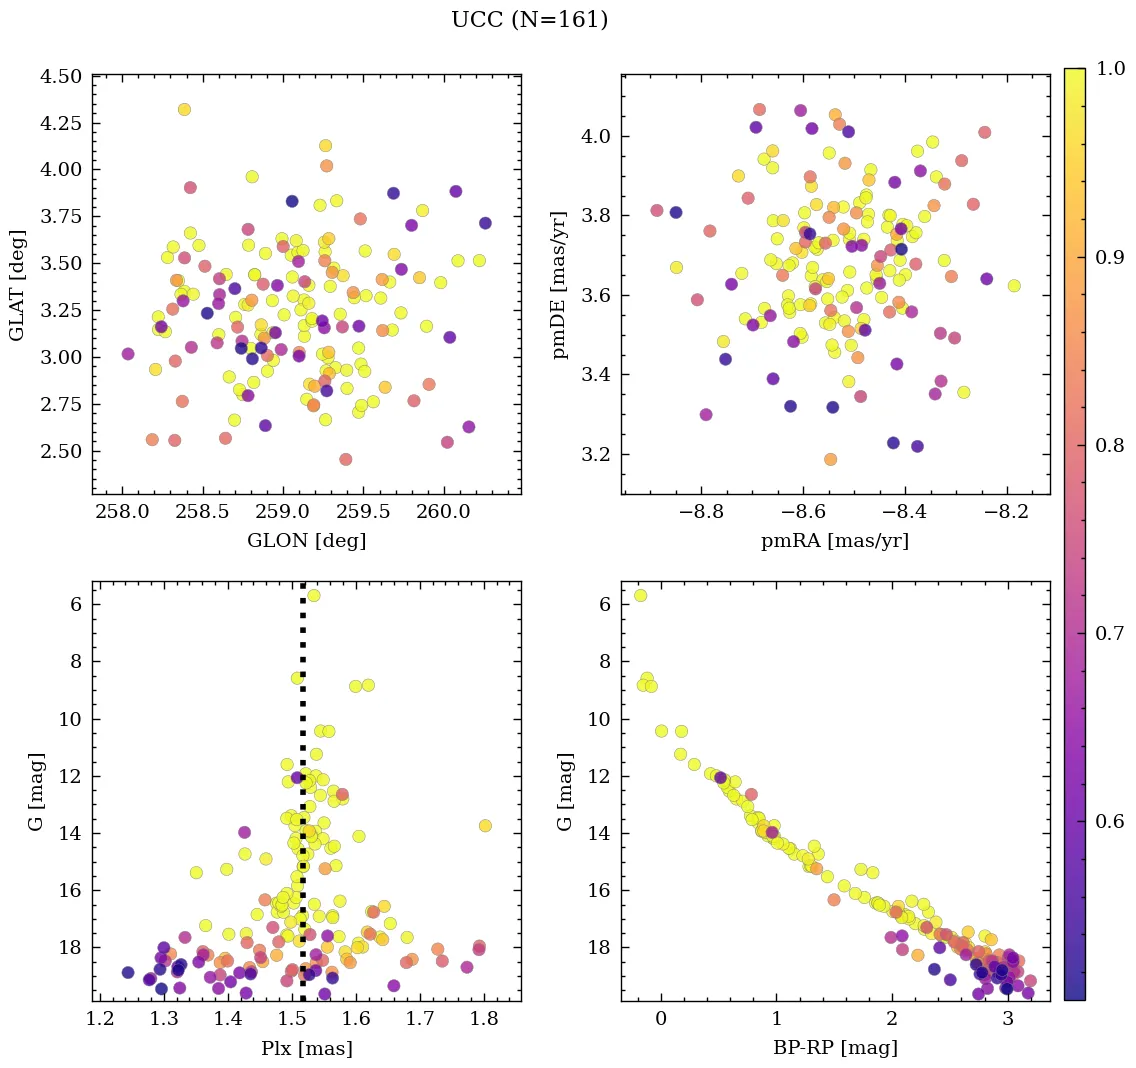 UCC (N=161)
4.50
4.25
4.00
3.75
3.50
3.25
3.00
2.75
2.50
GLAT [deg]
258.0 258.5 259.0 259.5 260.0
GLON [deg]
4.0
3.8
3.6
3.4
3.2
pmDE [mas/yr]
−8.8 −8.6 −8.4 −8.2
pmRA [mas/yr]
6
8
10
12
14
16
18
G [mag]
1.2 1.3 1.4 1.5 1.6 1.7 1.8
Plx [mas]
6
8
10
12
14
16
18
G [mag]
0 1 2 3
BP-RP [mag]
1.0
0.9
0.8
0.7
0.6